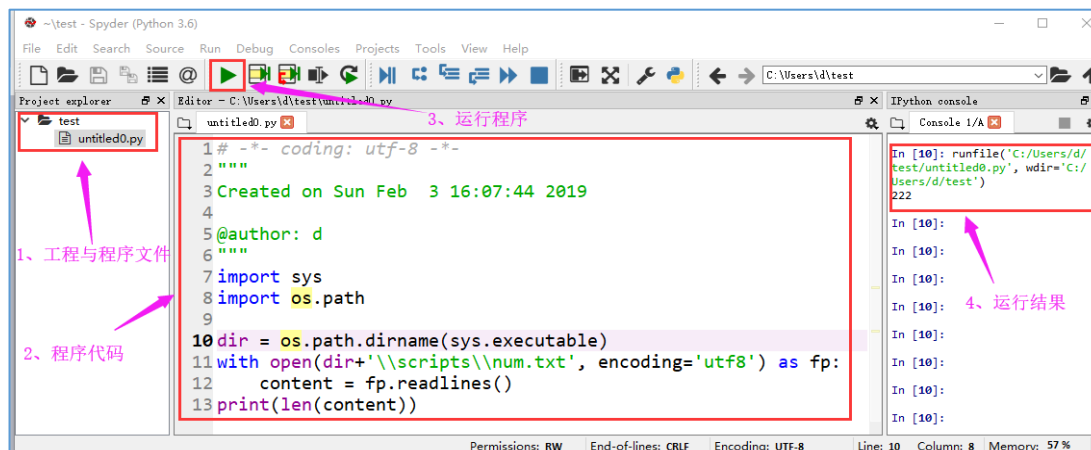 ~\test - Spyder (Python 3.6)
File Edit Search Source Run Debug Consoles Projects Tools View Help
C:\Users\d\test
Project explorer
test
untitled0.py
1、工程与程序文件
Editor - C:\Users\d\test\untitled0.py
untitled0.py
3、运行程序
1 # -*- coding: utf-8 -*-
2 """
3 Created on Sun Feb  3 16:07:44 2019
4
5 @author: d
6 """
7 import sys
8 import os.path
9
10 dir = os.path.dirname(sys.executable)
11 with open(dir+'\\scripts\\num.txt', encoding='utf8') as fp:
12     content = fp.readlines()
13 print(len(content))
2、程序代码
IPython console
Console 1/A
In [10]: runfile('C:/Users/d/
test/untitled0.py', wdir='C:/
Users/d/test')
222
In [10]:
In [10]:
In [10]:
In [10]:
In [10]:
In [10]:
In [10]:
In [10]:
4、运行结果
Permissions: RW End-of-lines: CRLF Encoding: UTF-8 Line: 10 Column: 8 Memory: 57 %